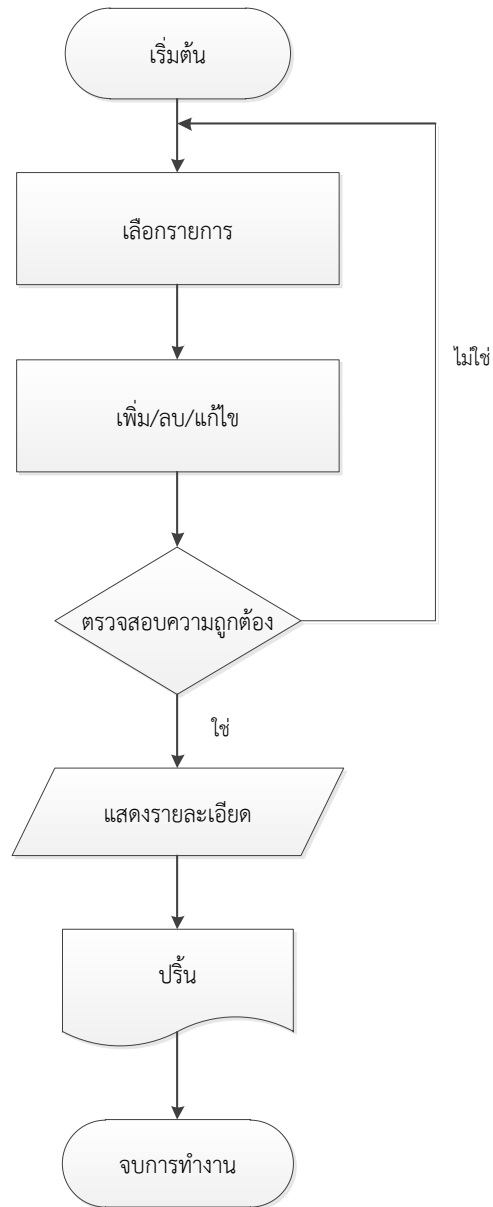 เริ่มต้น
เลือกรายการ
ไม่ใช่
เพิ่ม/ลบ/แก้ไข
ตรวจสอบความถูกต้อง
ใช่
แสดงรายละเอียด
ปริ้น
จบการทำงาน